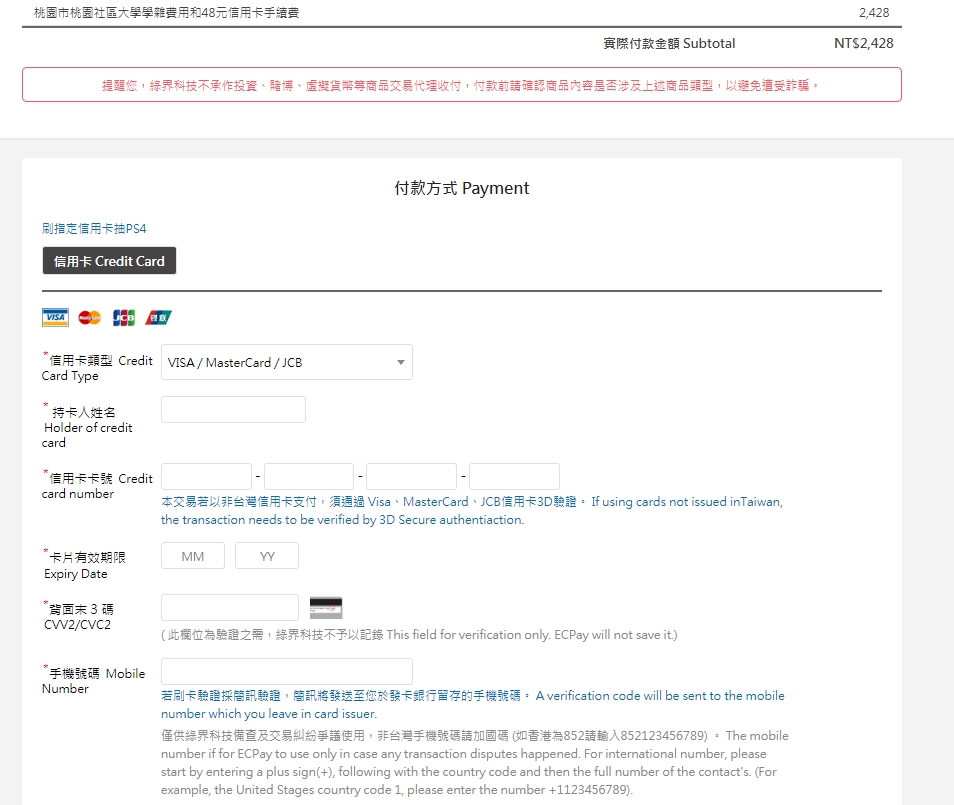 桃園市桃園社區大學學雜費用和48元信用卡手續費 2,428
實際付款金額 Subtotal NT$2,428
提醒您，綠界科技不承作投資、賭博、虛擬貨幣等商品交易代理收付，付款前請確認商品內容是否涉及上述商品類型，以避免遭受詐騙。
付款方式 Payment
刷指定信用卡抽PS4
信用卡 Credit Card
VISA MasterCard JCB 銀聯
*信用卡類型 Credit
Card Type
VISA / MasterCard / JCB
* 持卡人姓名
Holder of credit
card
*信用卡卡號 Credit
card number
- - -
本交易若以非台灣信用卡支付，須通過 Visa、MasterCard、JCB信用卡3D驗證。 If using cards not issued inTaiwan,
the transaction needs to be verified by 3D Secure authentiaction.
*卡片有效期限
Expiry Date
MM YY
*背面末 3 碼
CVV2/CVC2
( 此欄位為驗證之需，綠界科技不予以記錄 This field for verification only. ECPay will not save it.)
*手機號碼 Mobile
Number
若刷卡驗證採簡訊驗證，簡訊將發送至您於發卡銀行留存的手機號碼。 A verification code will be sent to the mobile
number which you leave in card issuer.
僅供綠界科技備查及交易糾紛爭議使用，非台灣手機號碼請加國碼 (如香港為852請輸入852123456789) 。 The mobile
number if for ECPay to use only in case any transaction disputes happened. For international number, please
start by entering a plus sign(+), following with the country code and then the full number of the contact's. (For
example, the United Stages country code 1, please enter the number +1123456789).